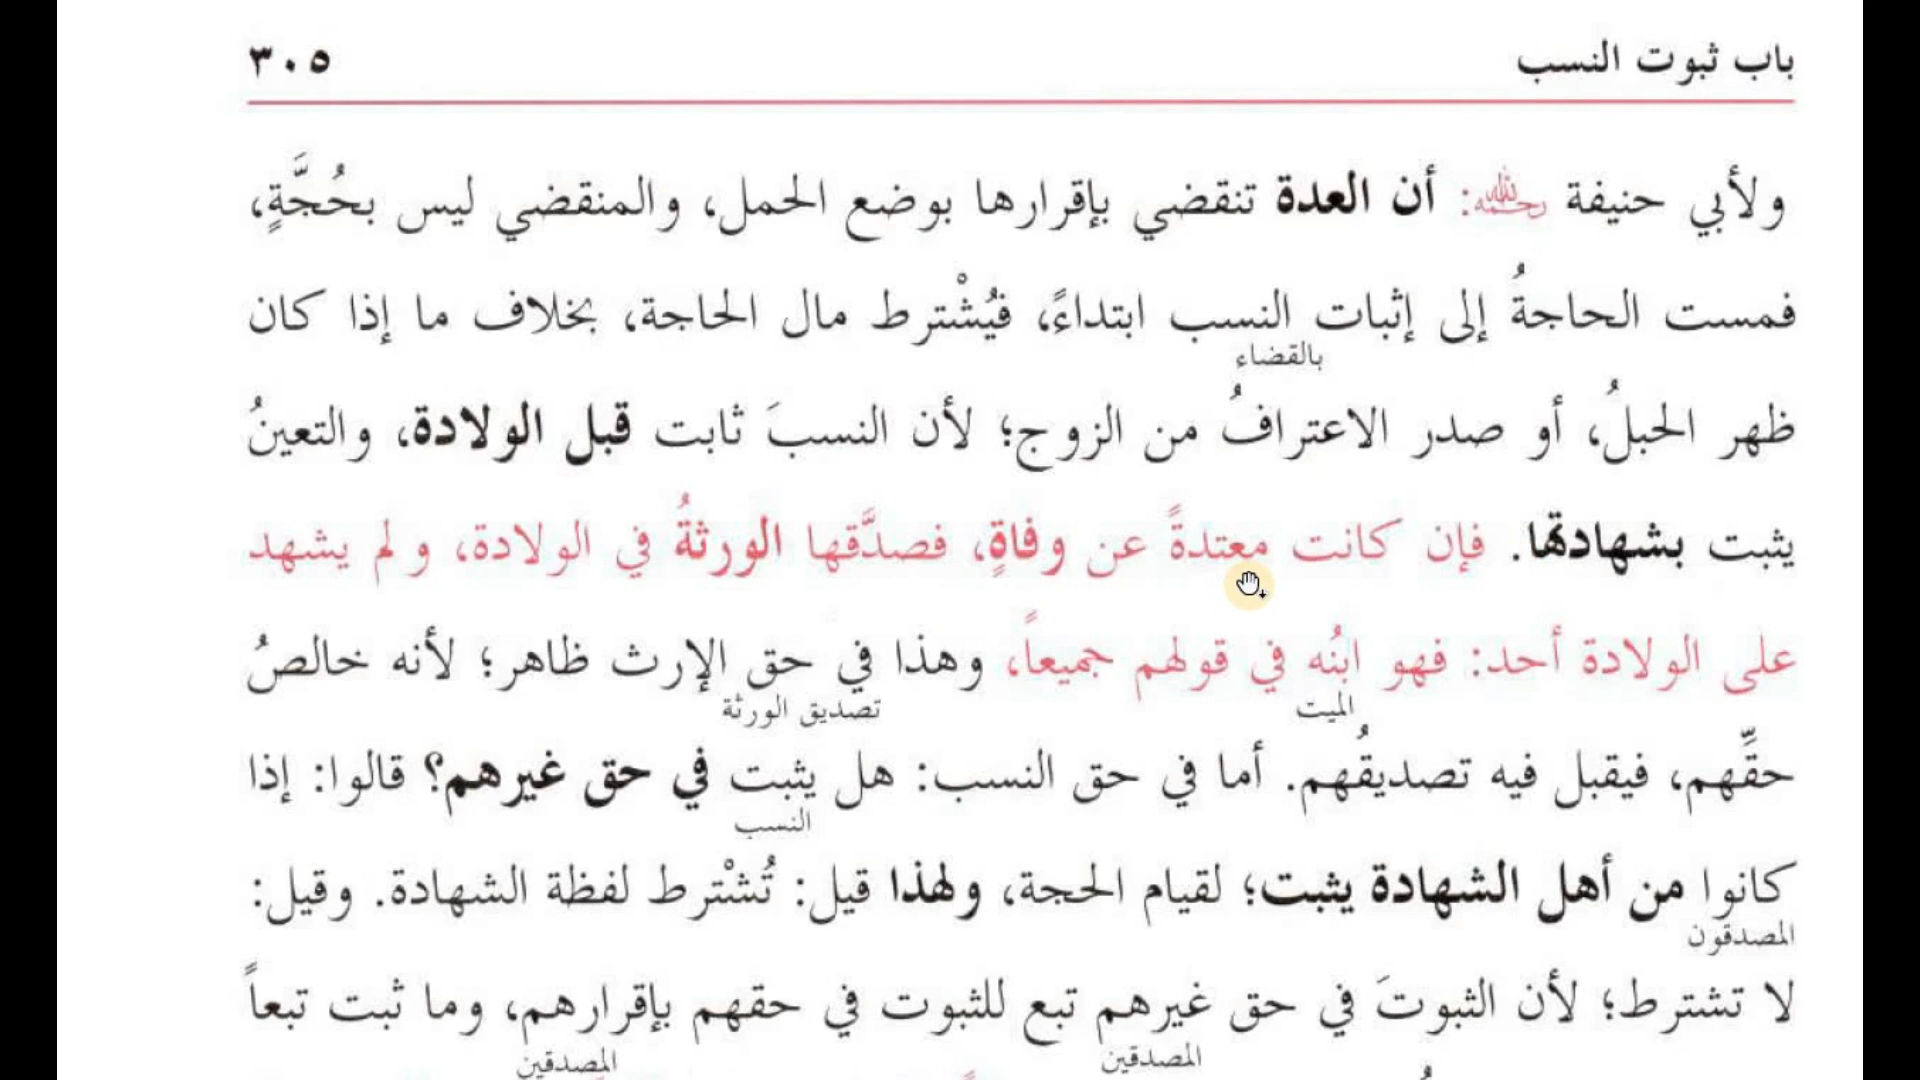 باب ثبوت النسب ٣٠٥
ولأبي حنيفة رحمه الله: أن العدة تنقضي بإقرارها بوضع الحمل، والمنقضي ليس بحُجَّةٍ،
فمست الحاجةُ إلى إثبات النسب ابتداءً، فيُشْترط مال الحاجة، بخلاف ما إذا كان
بالقضاء
ظهر الحبلُ، أو صدر الاعترافُ من الزوج؛ لأن النسبَ ثابت قبل الولادة، والتعينُ
يثبت بشهادتها. فإن كانت معتدةً عن وفاةٍ، فصدَّقها الورثةُ في الولادة، ولم يشهد
على الولادة أحد: فهو ابنُه في قولهم جميعاً، وهذا في حق الإرث ظاهر؛ لأنه خالصُ
الميت تصديق الورثة
حقِّهم، فيقبل فيه تصديقُهم. أما في حق النسب: هل يثبت في حق غيرهم؟ قالوا: إذا
النسب
كانوا من أهل الشهادة يثبت؛ لقيام الحجة، ولهذا قيل: تُشْترط لفظة الشهادة. وقيل:
المصدقون
لا تشترط؛ لأن الثبوتَ في حق غيرهم تبع للثبوت في حقهم بإقرارهم، وما ثبت تبعاً
المصدقين المصدقين